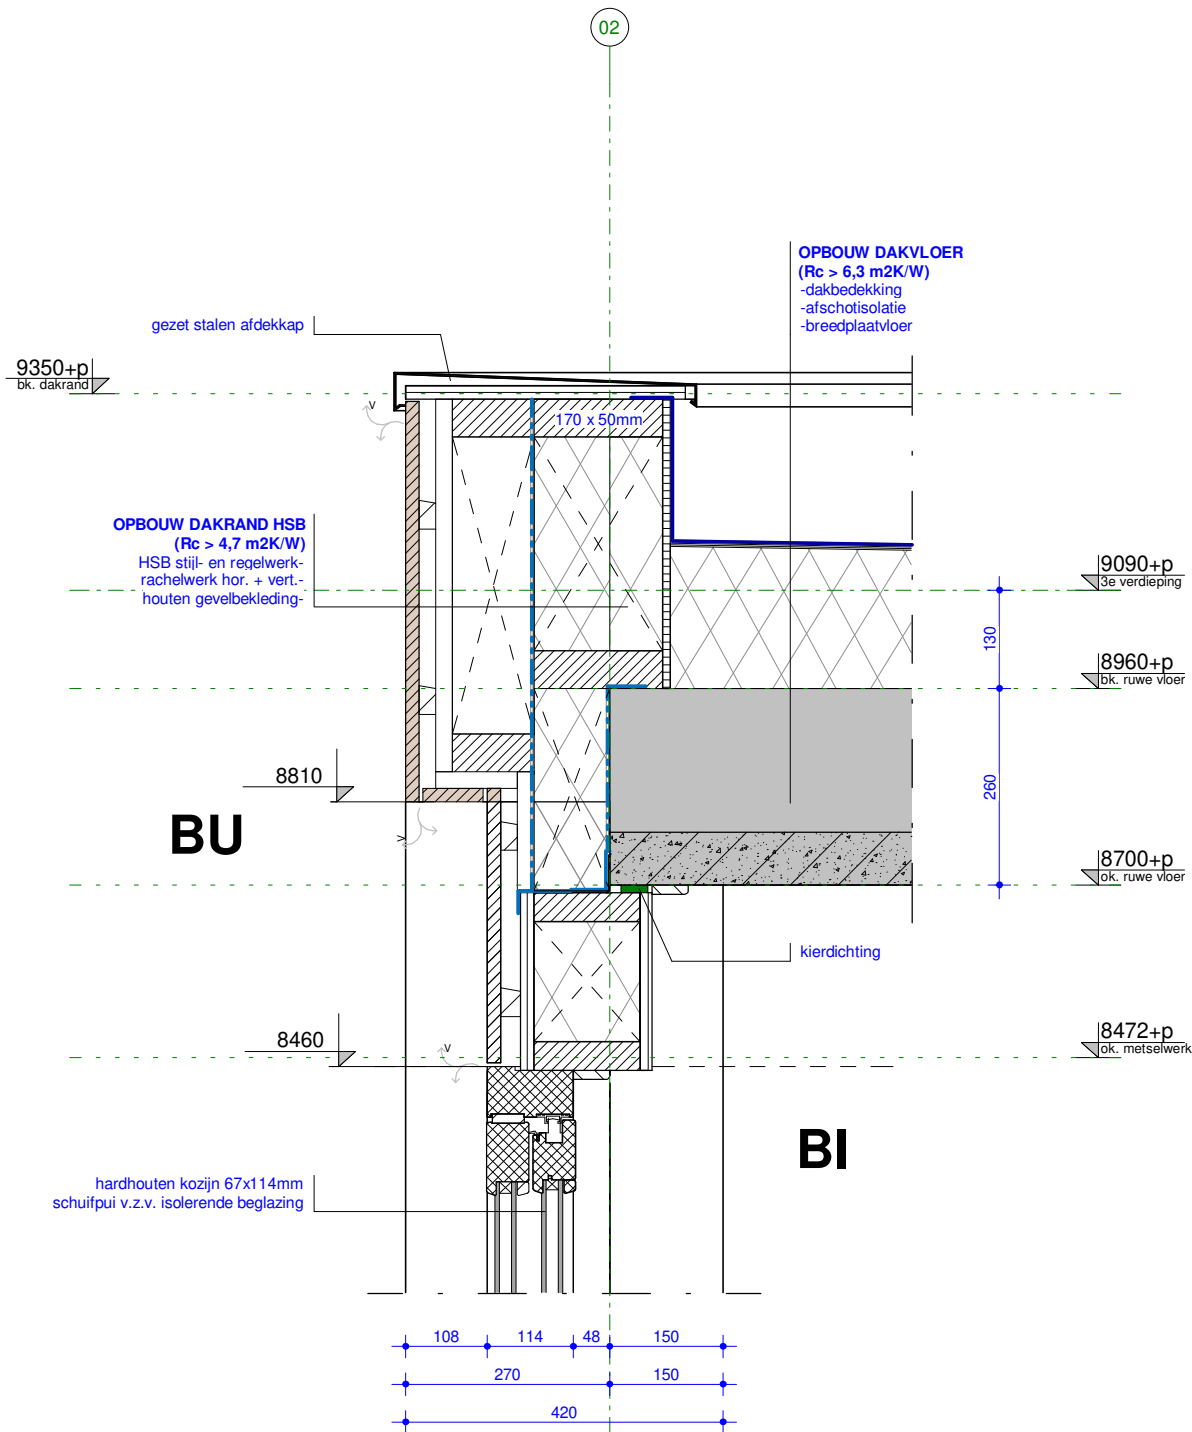 02
OPBOUW DAKVLOER
(Rc > 6,3 m2K/W)
-dakbedekking
-afschotisolatie
-breedplaatvloer
gezet stalen afdekkap
9350+p
bk. dakrand
v
170 x 50mm
OPBOUW DAKRAND HSB
(Rc > 4,7 m2K/W)
HSB stijl- en regelwerk-
rachelwerk hor. + vert.-
houten gevelbekleding-
9090+p
3e verdieping
130
8960+p
bk. ruwe vloer
8810
260
BU
v
8700+p
ok. ruwe vloer
kierdichting
8460
v
8472+p
ok. metselwerk
BI
hardhouten kozijn 67x114mm
schuifpui v.z.v. isolerende beglazing
108 114 48 150
270 150
420